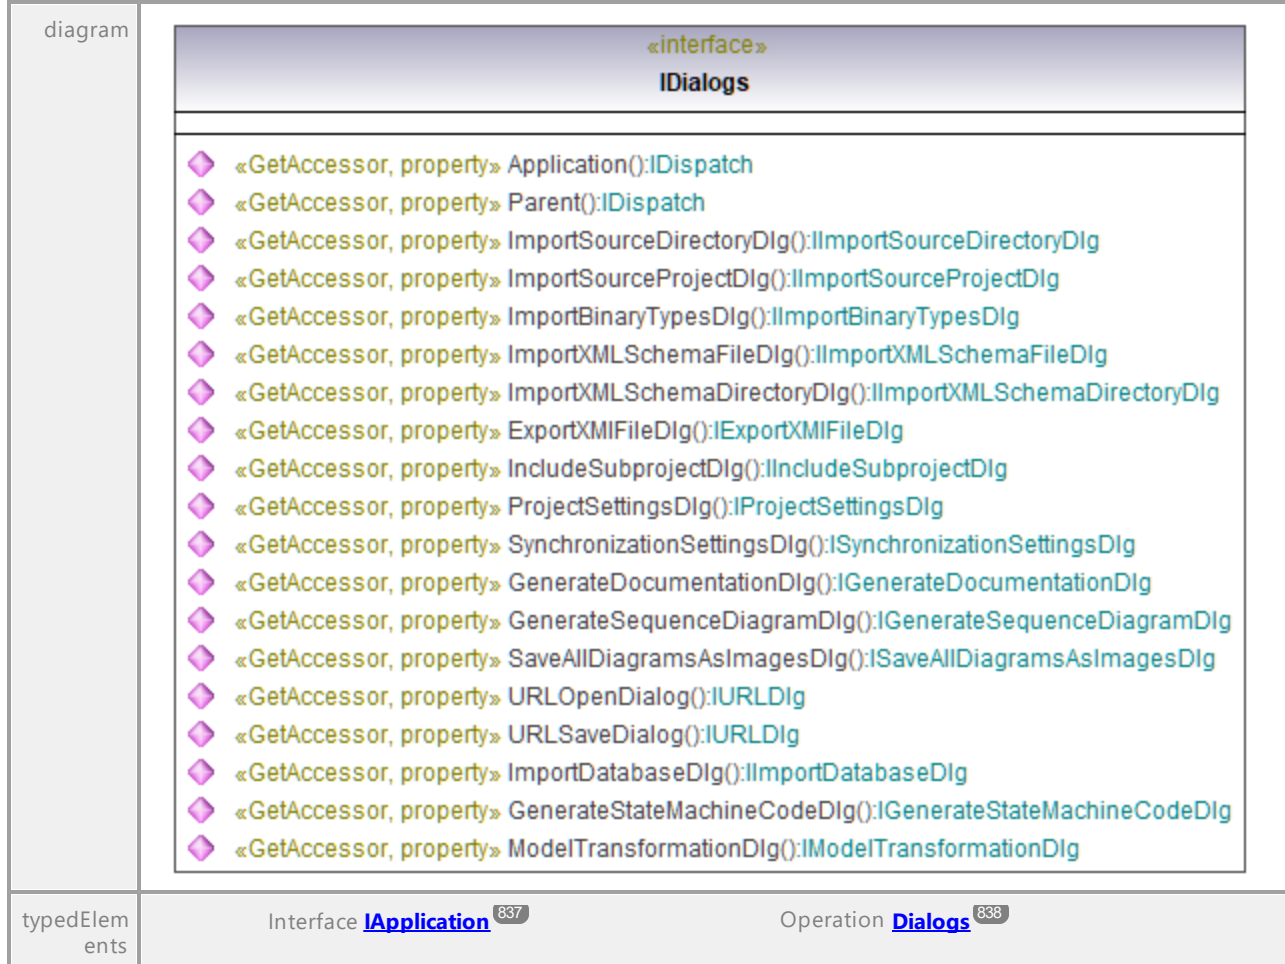 diagram
«interface»
IDialogs
«GetAccessor, property» Application():IDispatch
«GetAccessor, property» Parent():IDispatch
«GetAccessor, property» ImportSourceDirectoryDlg():IImportSourceDirectoryDlg
«GetAccessor, property» ImportSourceProjectDlg():IImportSourceProjectDlg
«GetAccessor, property» ImportBinaryTypesDlg():IImportBinaryTypesDlg
«GetAccessor, property» ImportXMLSchemaFileDlg():IImportXMLSchemaFileDlg
«GetAccessor, property» ImportXMLSchemaDirectoryDlg():IImportXMLSchemaDirectoryDlg
«GetAccessor, property» ExportXMIFileDlg():IExportXMIFileDlg
«GetAccessor, property» IncludeSubprojectDlg():IIncludeSubprojectDlg
«GetAccessor, property» ProjectSettingsDlg():IProjectSettingsDlg
«GetAccessor, property» SynchronizationSettingsDlg():ISynchronizationSettingsDlg
«GetAccessor, property» GenerateDocumentationDlg():IGenerateDocumentationDlg
«GetAccessor, property» GenerateSequenceDiagramDlg():IGenerateSequenceDiagramDlg
«GetAccessor, property» SaveAllDiagramsAsImagesDlg():ISaveAllDiagramsAsImagesDlg
«GetAccessor, property» URLOpenDialog():IURLDlg
«GetAccessor, property» URLSaveDialog():IURLDlg
«GetAccessor, property» ImportDatabaseDlg():IImportDatabaseDlg
«GetAccessor, property» GenerateStateMachineCodeDlg():IGenerateStateMachineCodeDlg
«GetAccessor, property» ModelTransformationDlg():IModelTransformationDlg
typedElem
ents
Interface IApplication 837
Operation Dialogs 838